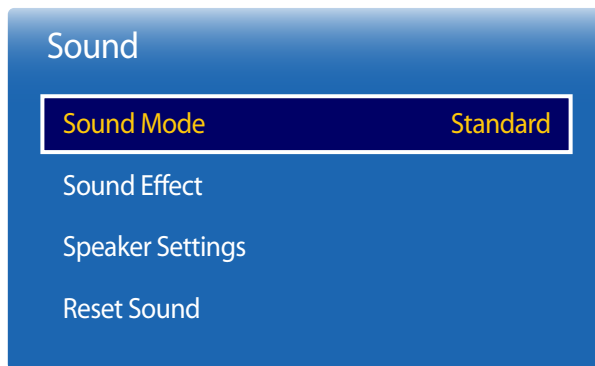 Sound
Sound Mode Standard
Sound Effect
Speaker Settings
Reset Sound